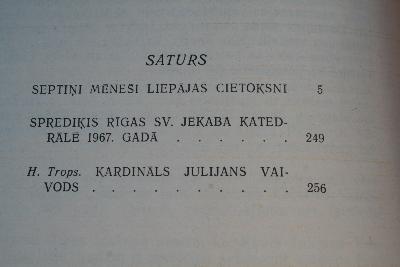 SATURS
SEPTIŅI MĒNEŠI LIEPĀJAS CIETOKSNĪ 5
SPREDIĶIS RĪGAS SV. JĒKABA KATED-
RĀLĒ 1967. GADĀ . . . . . . 249
H. Trops. KARDINĀLS JULIJANS VAI-
VODS . . . . . . . . . . 256